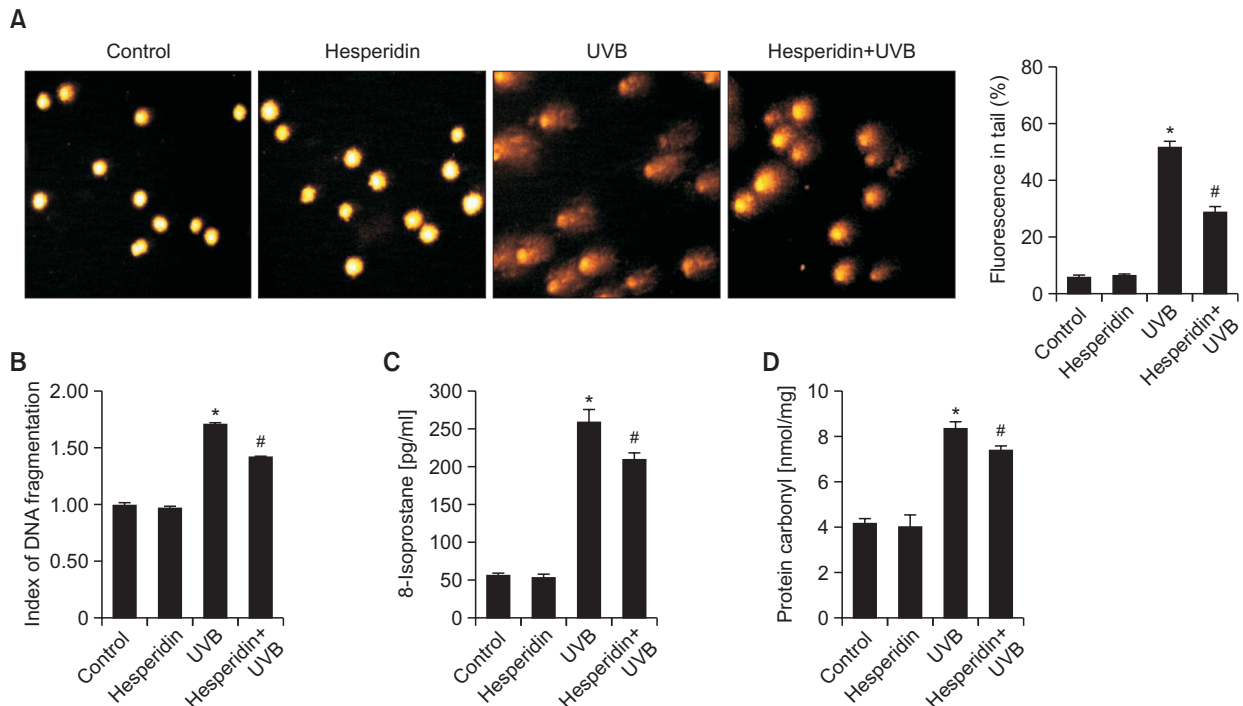 A
Control
Hesperidin
UVB
Hesperidin+UVB
Fluorescence in tail (%)
80
60
40
20
0
*
#
Control
Hesperidin
UVB
Hesperidin+
UVB
B
Index of DNA fragmentation
2.00
1.50
1.00
0.50
0
*
#
Control
Hesperidin
UVB
Hesperidin+
UVB
C
8-Isoprostane [pg/ml]
300
250
200
150
100
50
0
*
#
Control
Hesperidin
UVB
Hesperidin+
UVB
D
Protein carbonyl [nmol/mg]
10
8
6
4
2
0
*
#
Control
Hesperidin
UVB
Hesperidin+
UVB